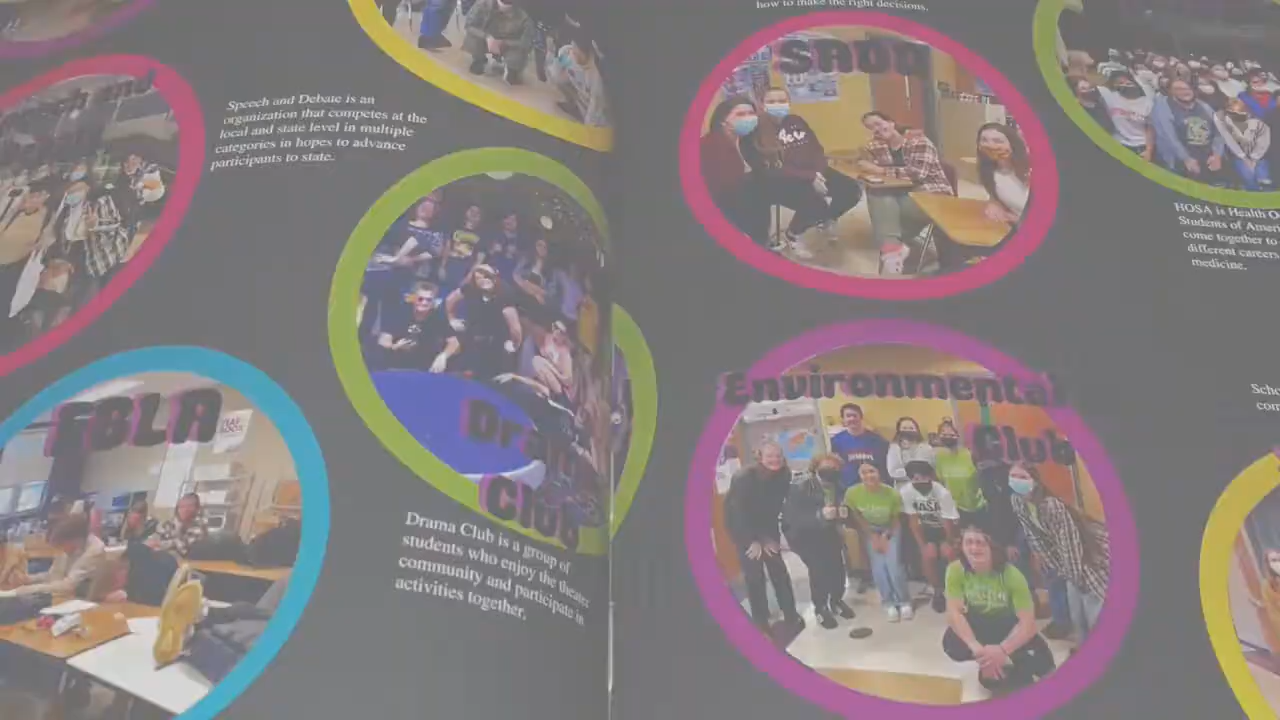 how to make the right decisions.
SADD
Speech and Debate is an
organization that competes at the
local and state level in multiple
categories in hopes to advance
participants to state.
HOSA is Health O
Students of Ameri
come together to
different careers
medicine.
Environmental
Club
FBLA
Drama
Club
Drama Club is a group of
students who enjoy the theater
community and participate in
activities together.
Scho
com